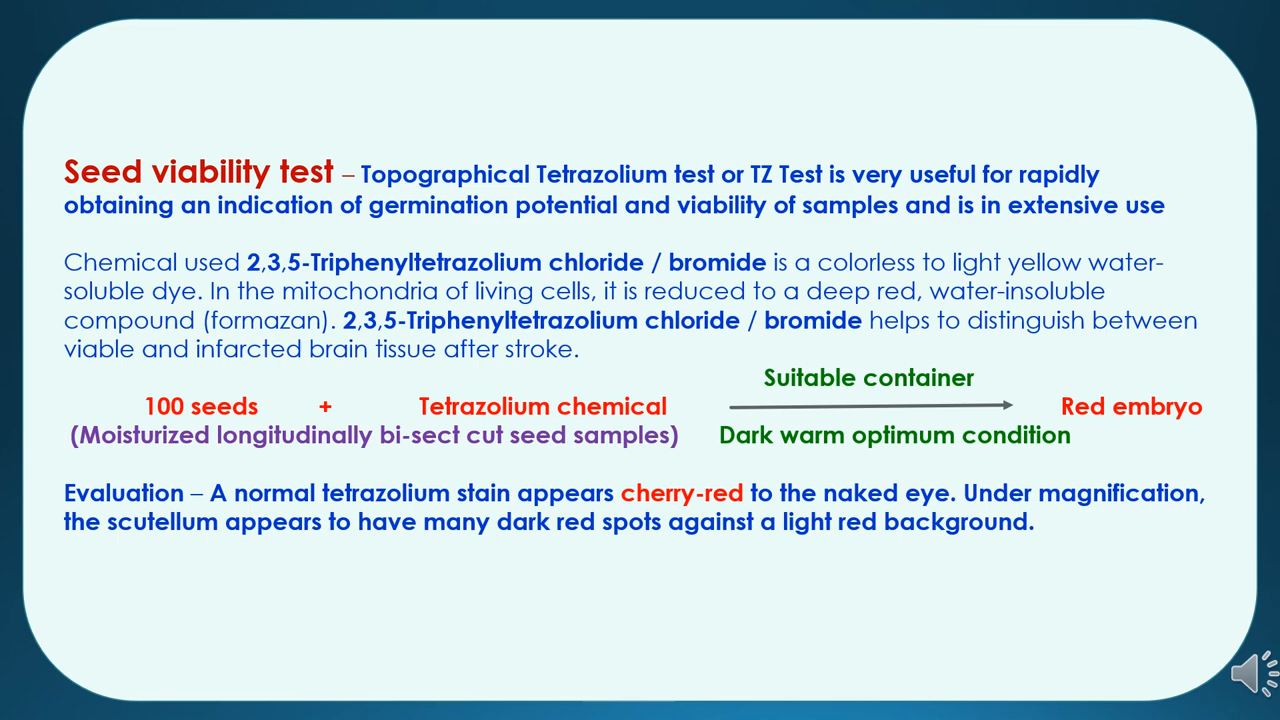 Seed viability test – Topographical Tetrazolium test or TZ Test is very useful for rapidly
obtaining an indication of germination potential and viability of samples and is in extensive use
Chemical used 2,3,5-Triphenyltetrazolium chloride / bromide is a colorless to light yellow water-
soluble dye. In the mitochondria of living cells, it is reduced to a deep red, water-insoluble
compound (formazan). 2,3,5-Triphenyltetrazolium chloride / bromide helps to distinguish between
viable and infarcted brain tissue after stroke.
Suitable container
100 seeds + Tetrazolium chemical Red embryo
(Moisturized longitudinally bi-sect cut seed samples) Dark warm optimum condition
Evaluation – A normal tetrazolium stain appears cherry-red to the naked eye. Under magnification,
the scutellum appears to have many dark red spots against a light red background.